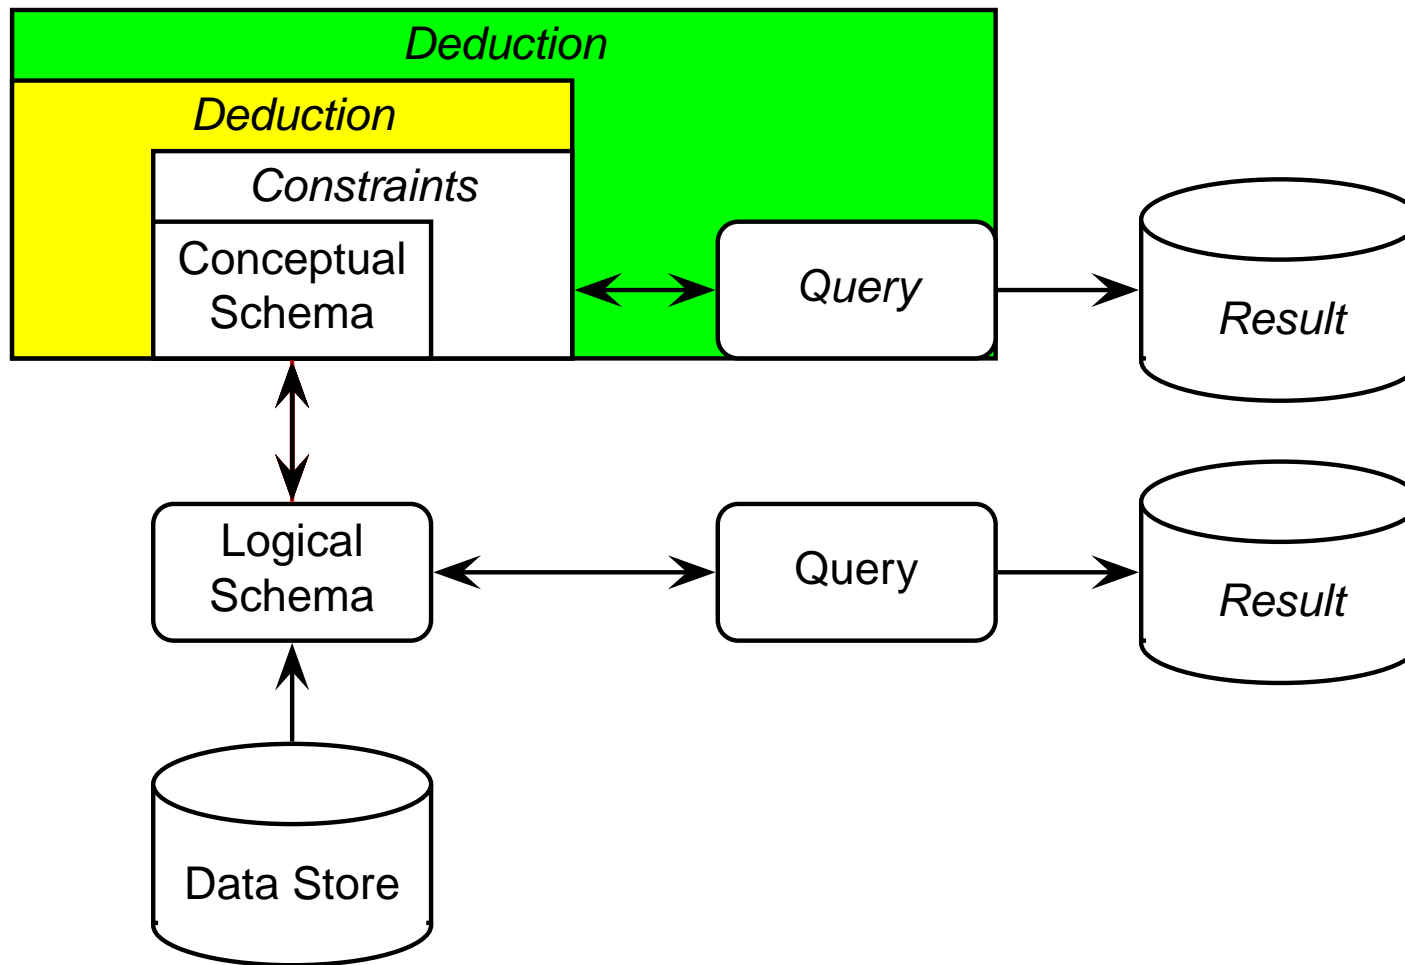 Deduction
Deduction
Constraints
Conceptual
Schema
Query
Result
Logical
Schema
Query
Result
Data Store